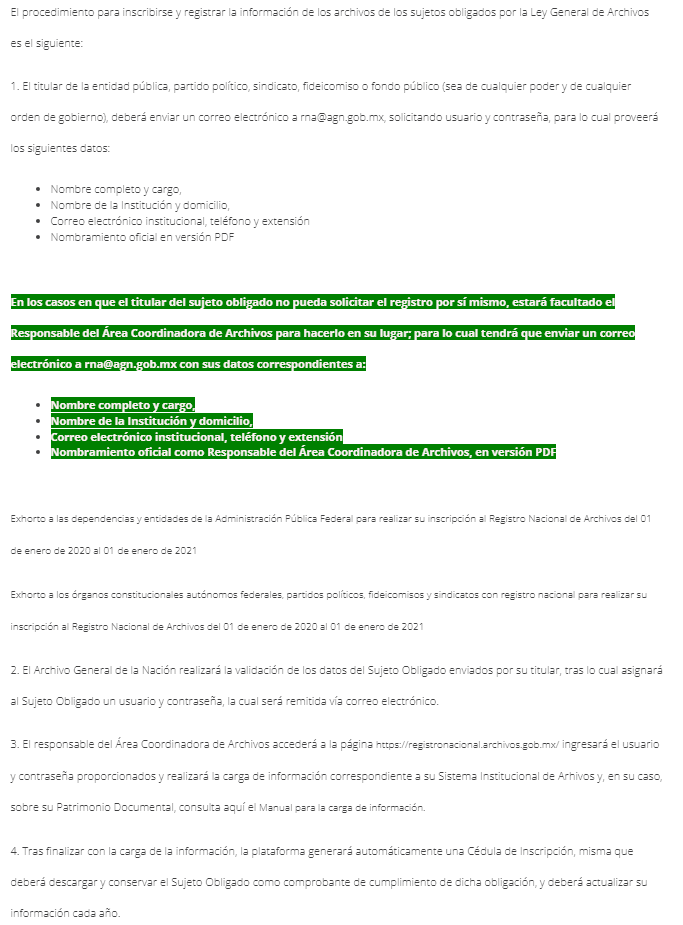 El procedimiento para inscribirse y registrar la información de los archivos de los sujetos obligados por la Ley General de Archivos
es el siguiente:
1. El titular de la entidad pública, partido político, sindicato, fideicomiso o fondo público (sea de cualquier poder y de cualquier
orden de gobierno), deberá enviar un correo electrónico a rna@agn.gob.mx, solicitando usuario y contraseña, para lo cual proveerá
los siguientes datos:
• Nombre completo y cargo,
• Nombre de la Institución y domicilio,
• Correo electrónico institucional, teléfono y extensión
• Nombramiento oficial en versión PDF
En los casos en que el titular del sujeto obligado no pueda solicitar el registro por sí mismo, estará facultado el
Responsable del Área Coordinadora de Archivos para hacerlo en su lugar; para lo cual tendrá que enviar un correo
electrónico a rna@agn.gob.mx con sus datos correspondientes a:
• Nombre completo y cargo,
• Nombre de la Institución y domicilio,
• Correo electrónico institucional, teléfono y extensión
• Nombramiento oficial como Responsable del Área Coordinadora de Archivos, en versión PDF
Exhorto a las dependencias y entidades de la Administración Pública Federal para realizar su inscripción al Registro Nacional de Archivos del 01
de enero de 2020 al 01 de enero de 2021
Exhorto a los órganos constitucionales autónomos federales, partidos políticos, fideicomisos y sindicatos con registro nacional para realizar su
inscripción al Registro Nacional de Archivos del 01 de enero de 2020 al 01 de enero de 2021
2. El Archivo General de la Nación realizará la validación de los datos del Sujeto Obligado enviados por su titular, tras lo cual asignará
al Sujeto Obligado un usuario y contraseña, la cual será remitida vía correo electrónico.
3. El responsable del Área Coordinadora de Archivos accederá a la página https://registronacional.archivos.gob.mx/ ingresará el usuario
y contraseña proporcionados y realizará la carga de información correspondiente a su Sistema Institucional de Arhivos y, en su caso,
sobre su Patrimonio Documental, consulta aquí el Manual para la carga de información.
4. Tras finalizar con la carga de la información, la plataforma generará automáticamente una Cédula de Inscripción, misma que
deberá descargar y conservar el Sujeto Obligado como comprobante de cumplimiento de dicha obligación, y deberá actualizar su
información cada año.